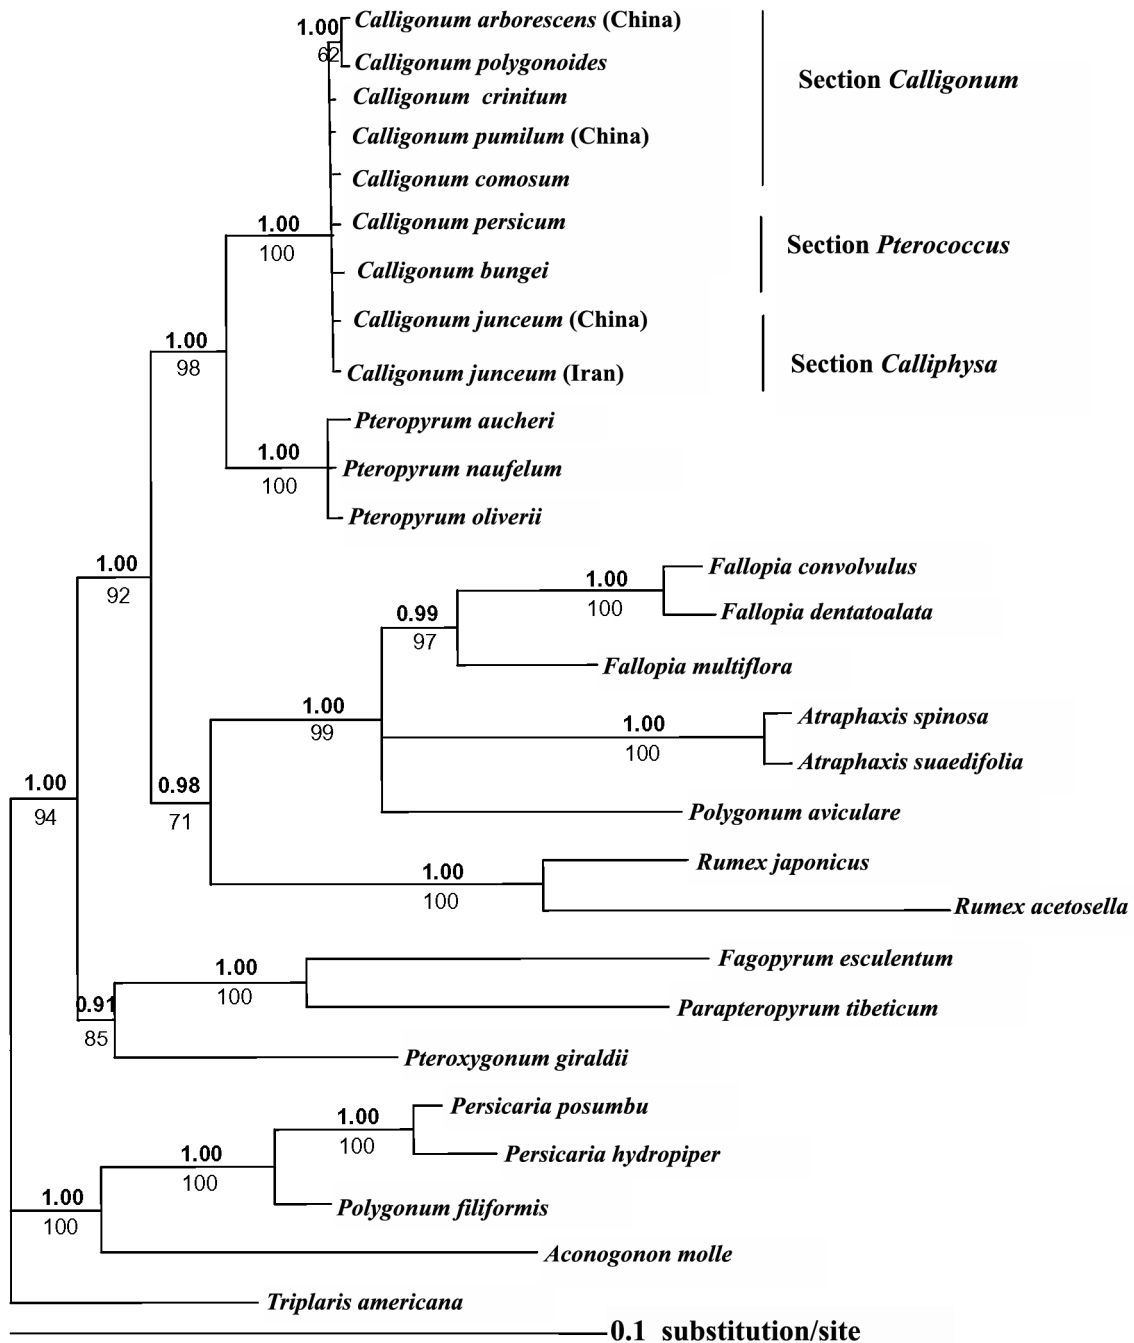 1.00
62
Calligonum arborescens (China)
Calligonum polygonoides
Calligonum crinitum
Calligonum pumilum (China)
Calligonum comosum
Section Calligonum
1.00
100
Calligonum persicum
Calligonum bungei
Section Pterococcus
Calligonum junceum (China)
Calligonum junceum (Iran)
Section Calliphysa
1.00
98
Pteropyrum aucheri
1.00
100
Pteropyrum naufelum
Pteropyrum oliverii
1.00
92
Fallopia convolvulus
1.00
100
Fallopia dentatoalata
0.99
97
Fallopia multiflora
1.00
99
Atraphaxis spinosa
1.00
100
Atraphaxis suaedifolia
1.00
94
0.98
71
Polygonum aviculare
Rumex japonicus
1.00
100
Rumex acetosella
Fagopyrum esculentum
1.00
100
Parapteropyrum tibeticum
0.91
85
Pteroxygonum giraldii
Persicaria posumbu
1.00
100
Persicaria hydropiper
1.00
100
Polygonum filiformis
1.00
100
Aconogonon molle
Triplaris americana
0.1 substitution/site